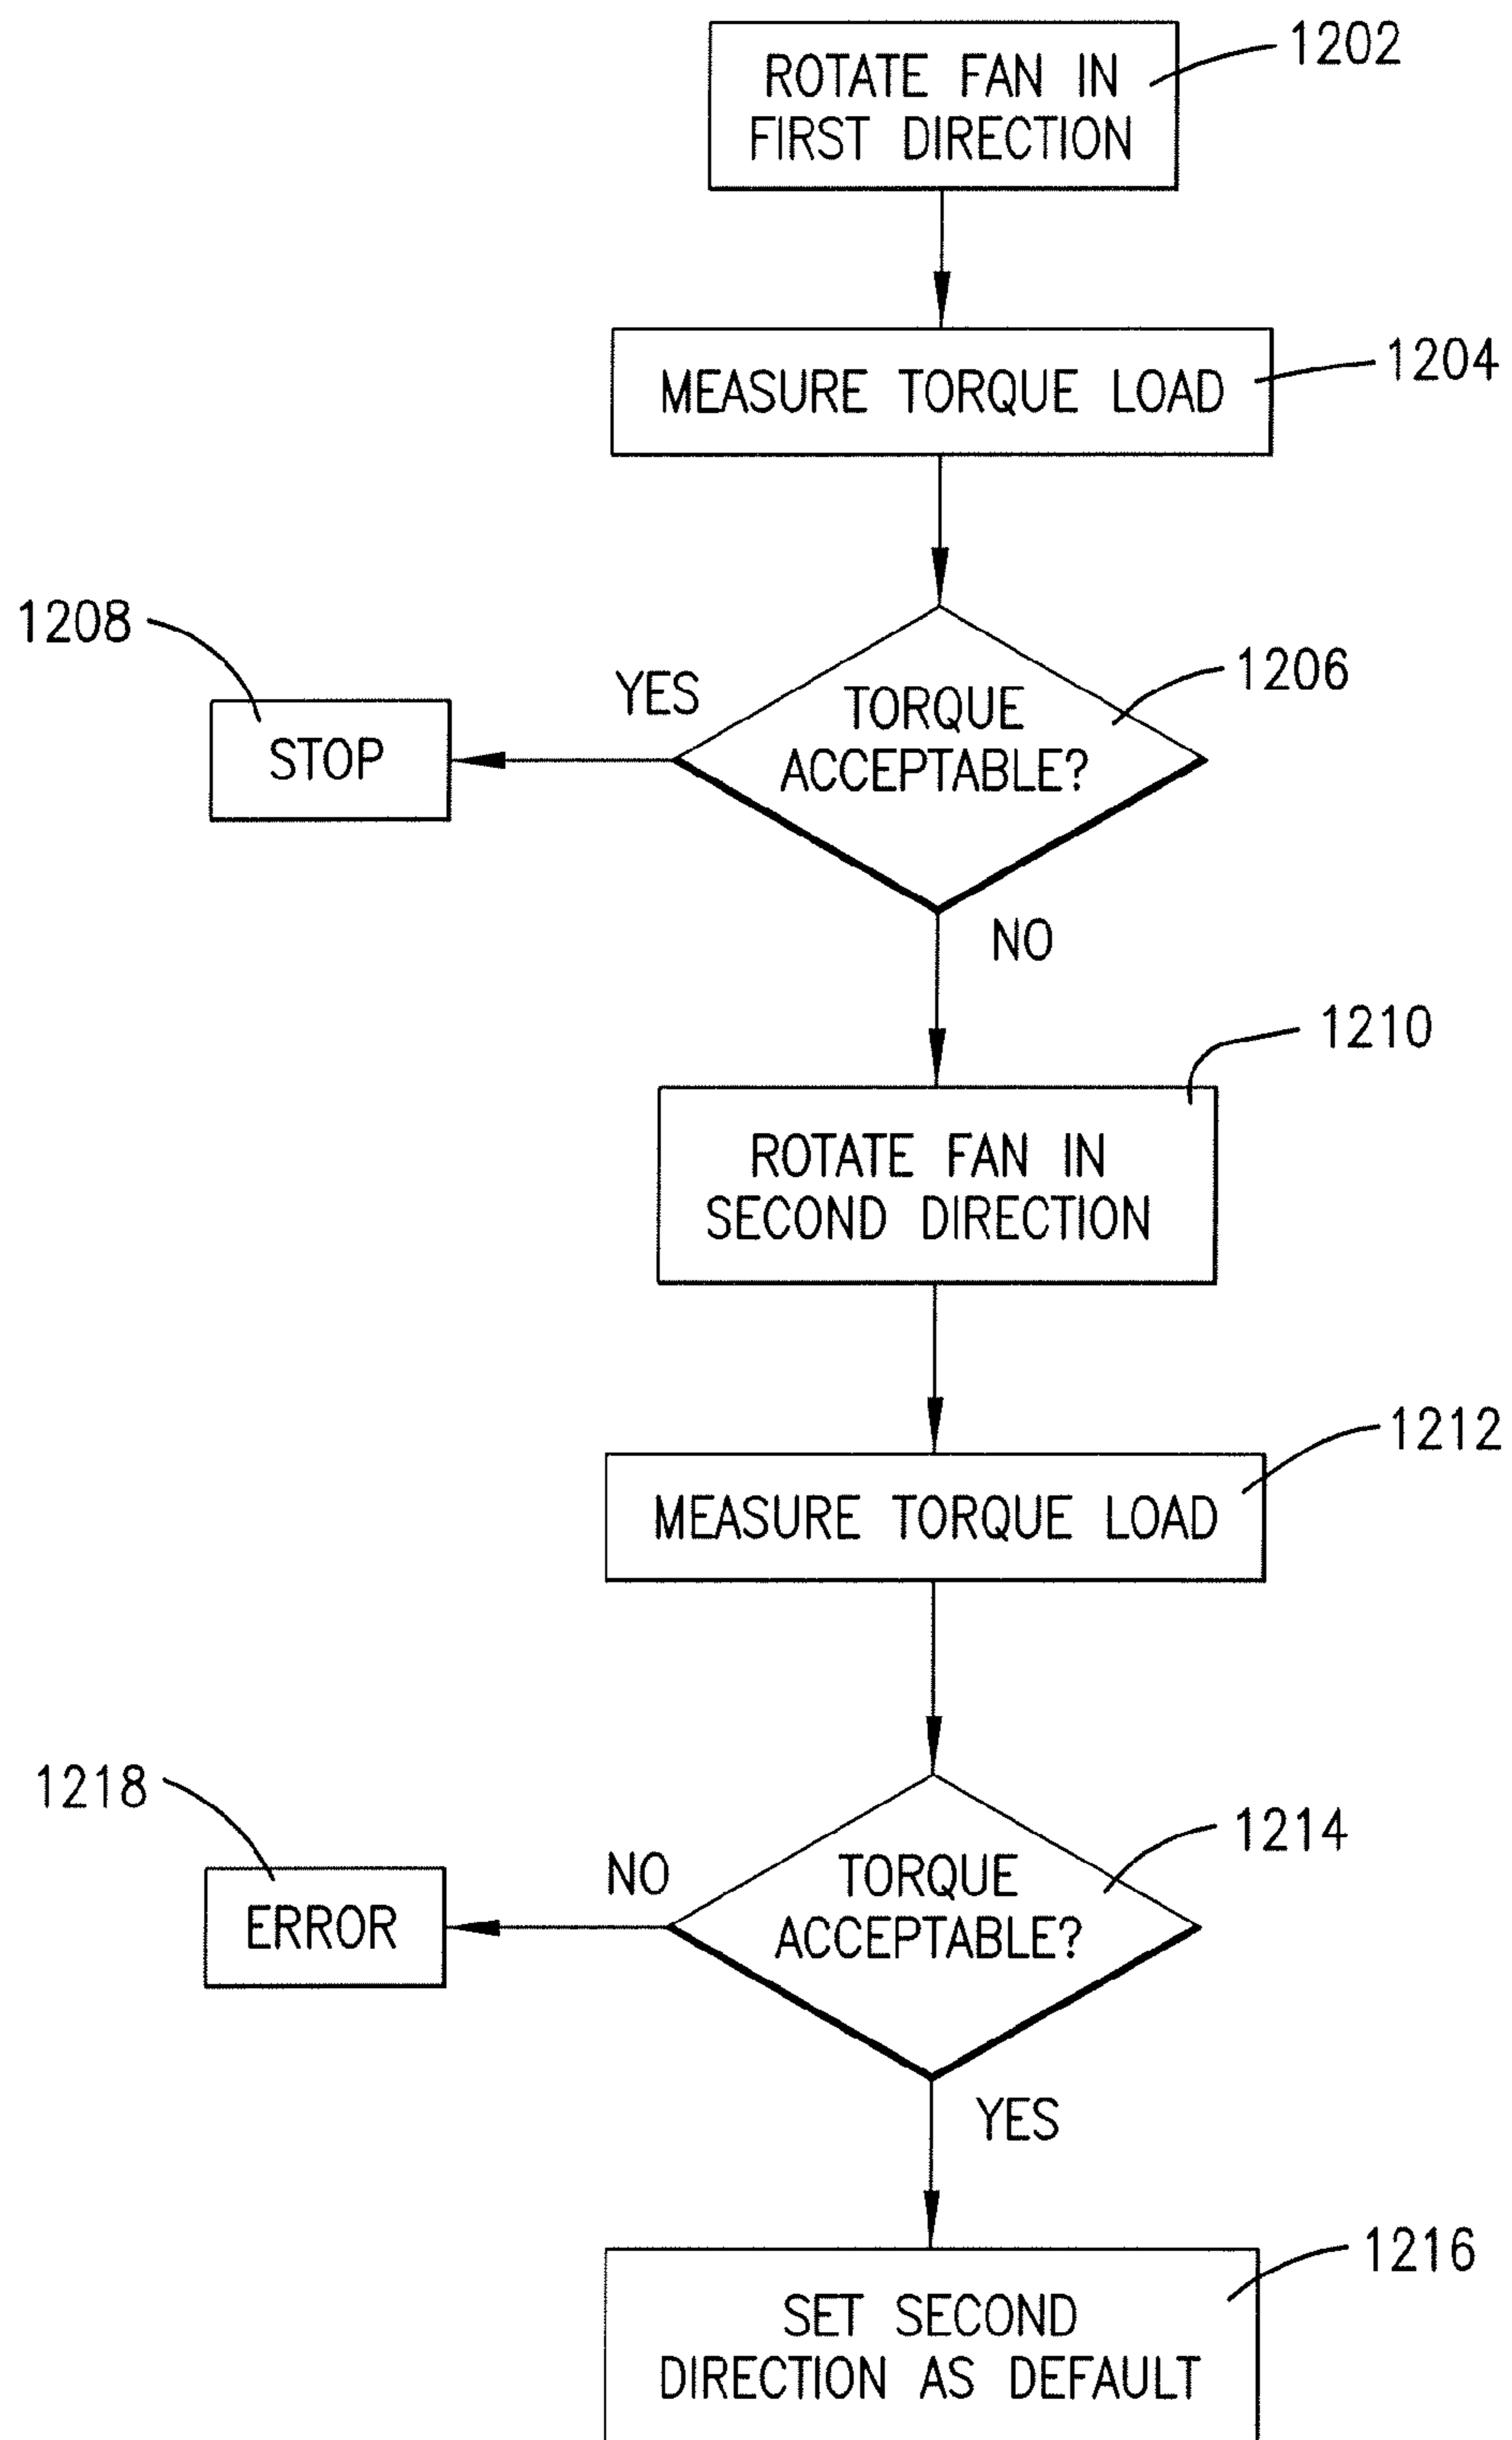 ROTATE FAN IN
FIRST DIRECTION
1202
MEASURE TORQUE LOAD
1204
1208
STOP
YES
TORQUE
ACCEPTABLE?
1206
NO
1210
ROTATE FAN IN
SECOND DIRECTION
1212
MEASURE TORQUE LOAD
1218
ERROR
NO
TORQUE
ACCEPTABLE?
1214
YES
1216
SET SECOND
DIRECTION AS DEFAULT